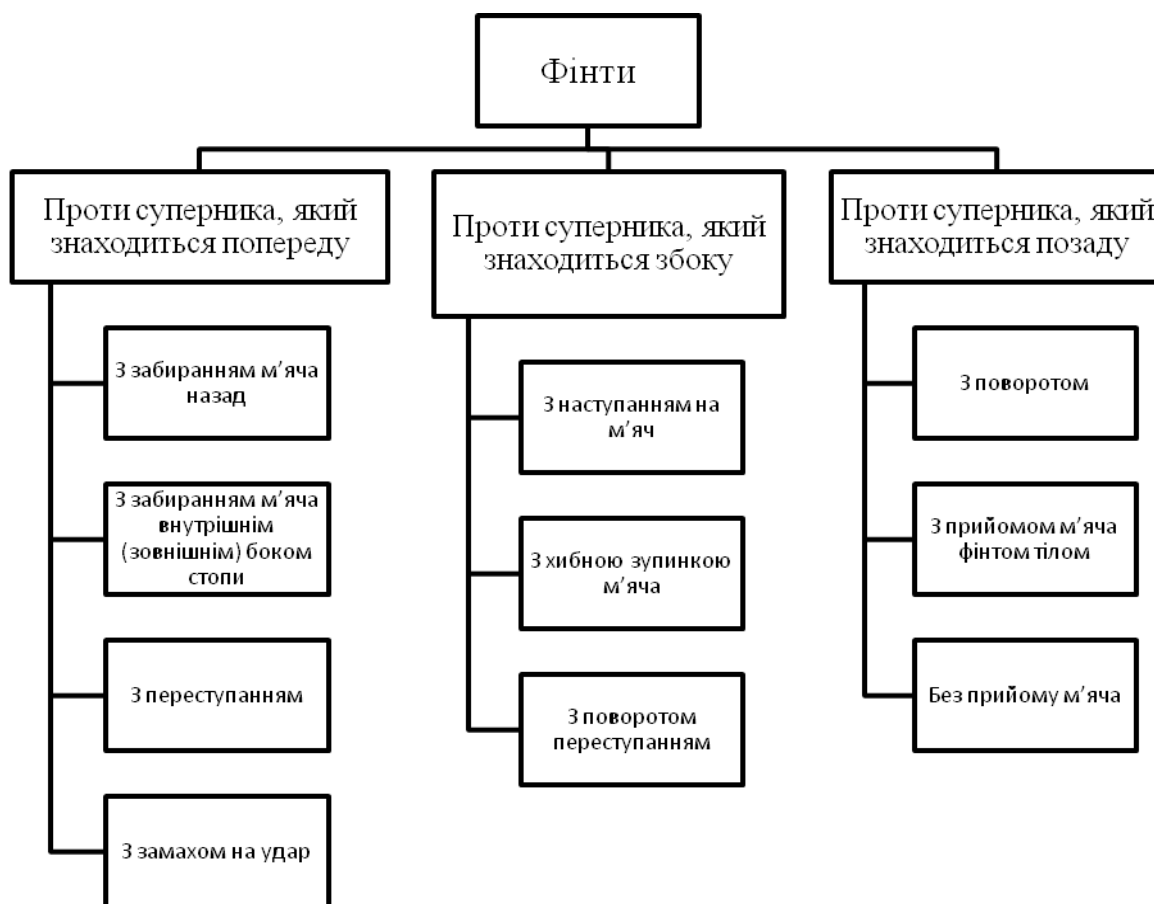 Фінти
Проти суперника, який
знаходиться попереду
З забиранням м’яча
назад
З забиранням м’яча
внутрішнім
(зовнішнім) боком
стопи
З переступанням
З замахом на удар
Проти суперника, який
знаходиться збоку
З наступанням на
м’яч
З хибною зупинкою
м’яча
З поворотом
переступанням
Проти суперника, який
знаходиться позаду
З поворотом
З прийомом м’яча
фінтом тілом
Без прийому м’яча